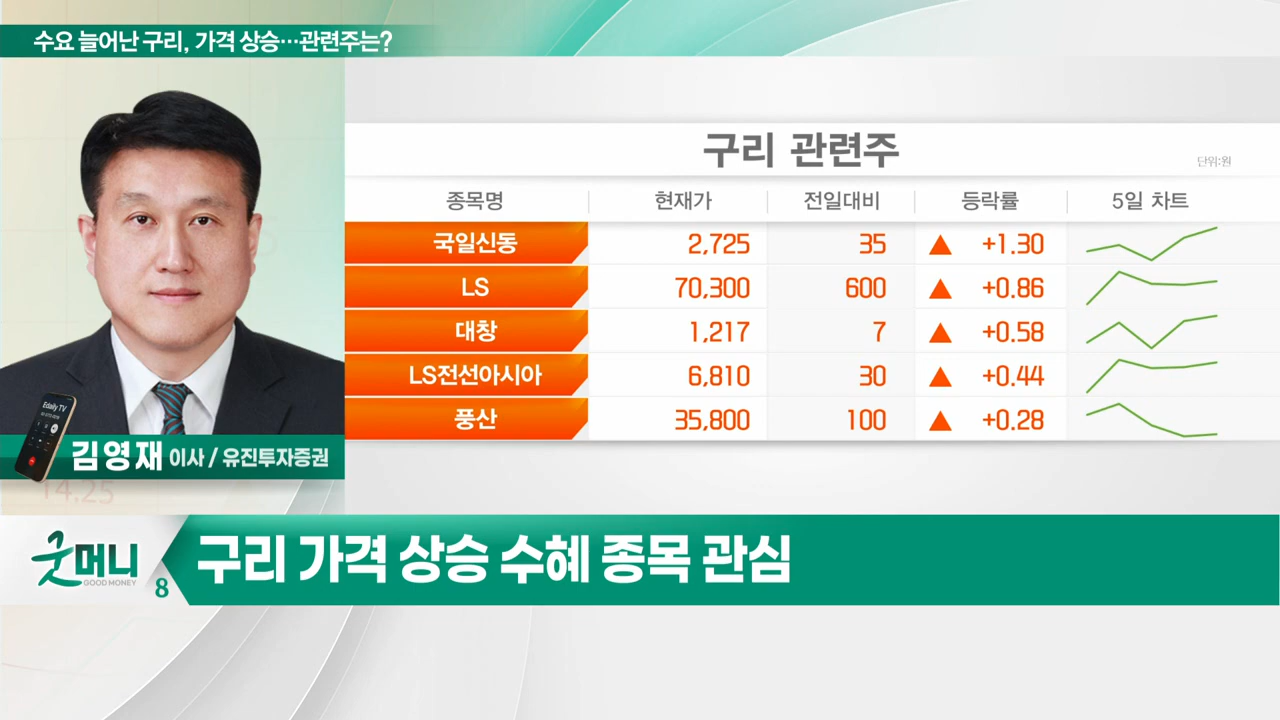 수요 늘어난 구리, 가격 상승…관련주는?
구리 관련주
단위:원
종목명 현재가 전일대비 등락률 5일 차트
국일신동 2,725 35 ▲ +1.30
LS 70,300 600 ▲ +0.86
대창 1,217 7 ▲ +0.58
LS전선아시아 6,810 30 ▲ +0.44
풍산 35,800 100 ▲ +0.28
Edaily TV
김영재 이사 / 유진투자증권
14.25
굿머니
GOOD MONEY
8
구리 가격 상승 수혜 종목 관심